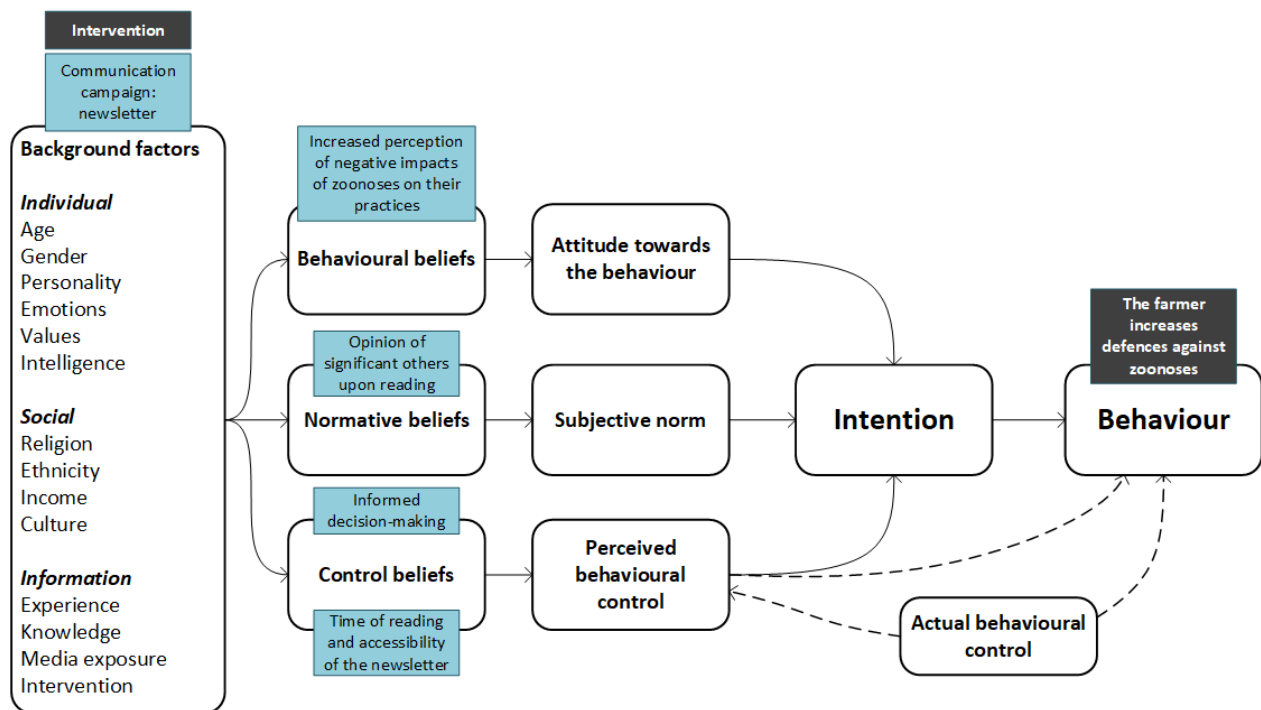 Intervention
Communication
campaign:
newsletter
Background factors
Individual
Age
Gender
Personality
Emotions
Values
Intelligence
Social
Religion
Ethnicity
Income
Culture
Information
Experience
Knowledge
Media exposure
Intervention
Increased perception
of negative impacts
of zoonoses on their
practices
Behavioural beliefs
Attitude towards
the behaviour
Opinion of
significant others
upon reading
Normative beliefs
Subjective norm
Informed
decision-making
Control beliefs
Time of reading
and accessibility
of the newsletter
Perceived
behavioural
control
Intention
The farmer
increases
defences against
zoonoses
Behaviour
Actual behavioural
control